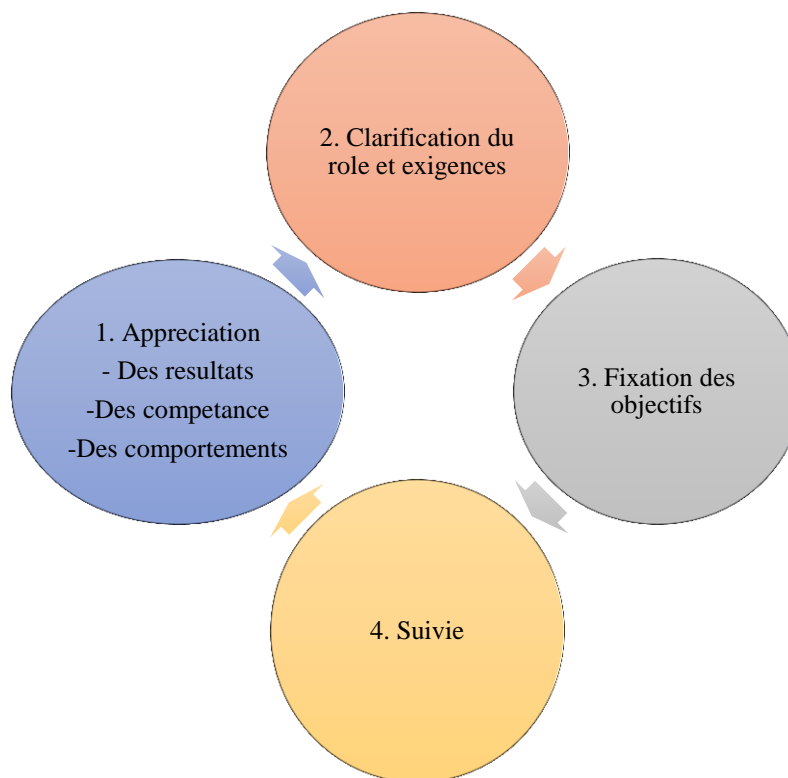 1. Appreciation
- Des resultats
-Des competance
-Des comportements
2. Clarification du
role et exigences
3. Fixation des
objectifs
4. Suivie